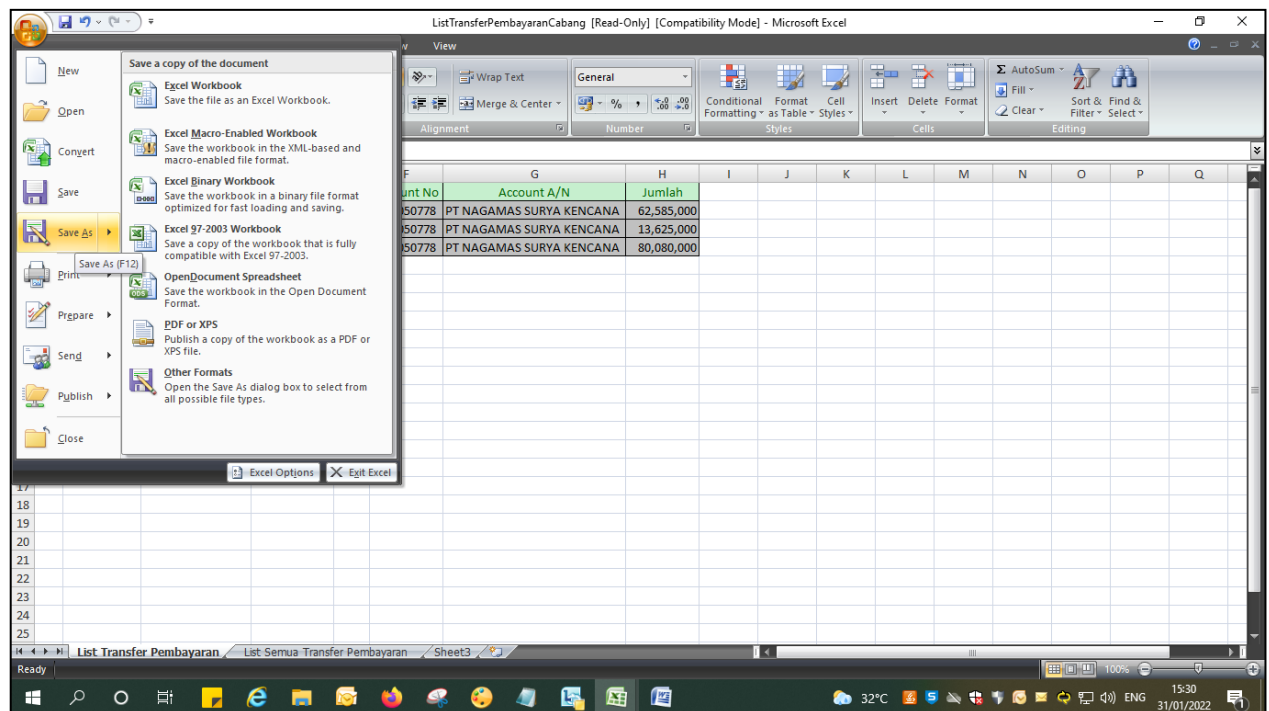 ListTransferPembayaranCabang [Read-Only] [Compatibility Mode] - Microsoft Excel
View
New
Open
Convert
Save
Save As
Save As (F12)
Print
Prepare
Send
Publish
Close
Save a copy of the document
Excel Workbook
Save the file as an Excel Workbook.
Excel Macro-Enabled Workbook
Save the workbook in the XML-based and
macro-enabled file format.
Excel Binary Workbook
Save the workbook in a binary file format
optimized for fast loading and saving.
Excel 97-2003 Workbook
Save a copy of the workbook that is fully
compatible with Excel 97-2003.
OpenDocument Spreadsheet
Save the workbook in the Open Document
Format.
PDF or XPS
Publish a copy of the workbook as a PDF or
XPS file.
Other Formats
Open the Save As dialog box to select from
all possible file types.
Excel Options
Exit Excel
Wrap Text
Merge & Center
Alignment
General
% ,
Number
Conditional Formatting
Format as Table
Cell Styles
Styles
Insert Delete Format
Cells
Σ AutoSum
Fill
Clear
Sort & Filter
Find & Select
Editing
F G H I J K L M N O P Q
unt No Account A/N Jumlah
50778 PT NAGAMAS SURYA KENCANA 62,585,000
50778 PT NAGAMAS SURYA KENCANA 13,625,000
50778 PT NAGAMAS SURYA KENCANA 80,080,000
17
18
19
20
21
22
23
24
25
List Transfer Pembayaran List Semua Transfer Pembayaran Sheet3
Ready
100%
32°C
ENG
15:30
31/01/2022